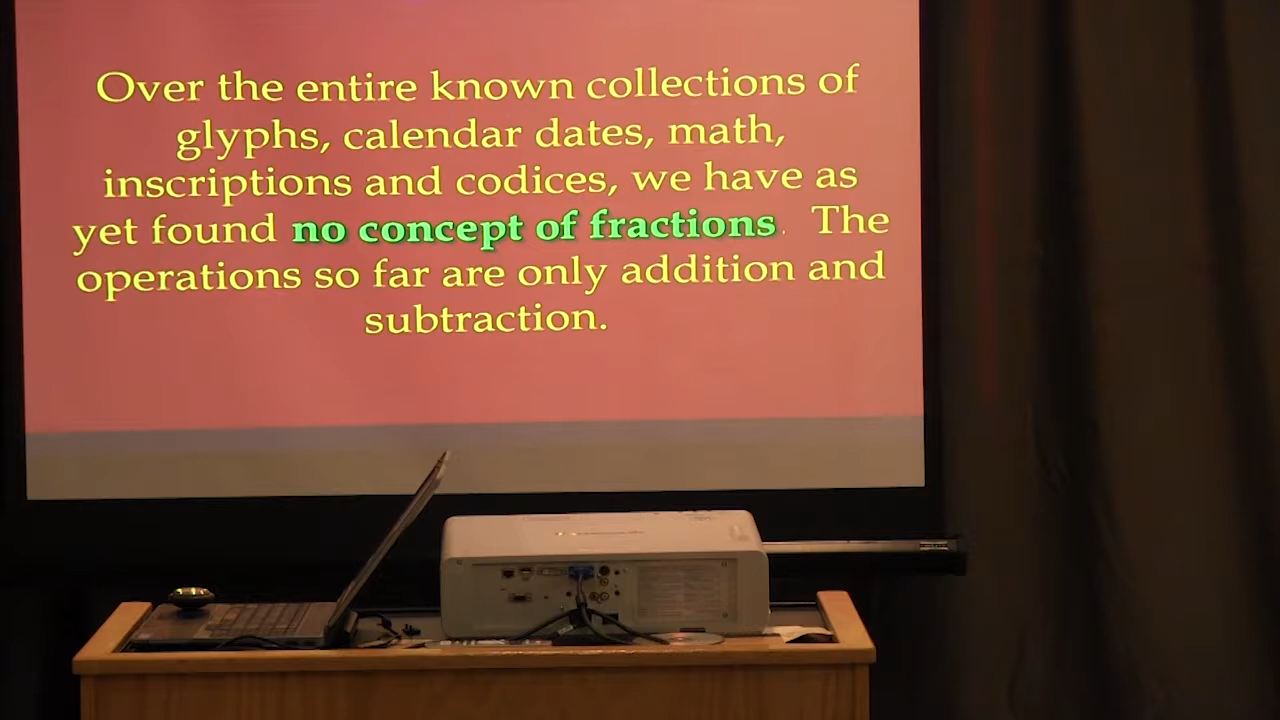 Over the entire known collections of
glyphs, calendar dates, math,
inscriptions and codices, we have as
yet found no concept of fractions. The
operations so far are only addition and
subtraction.